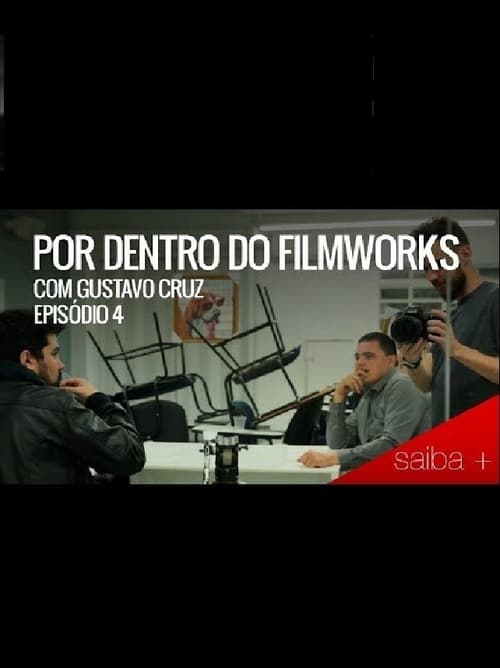 POR DENTRO DO FILMWORKS
COM GUSTAVO CRUZ
EPISÓDIO 4
saiba +